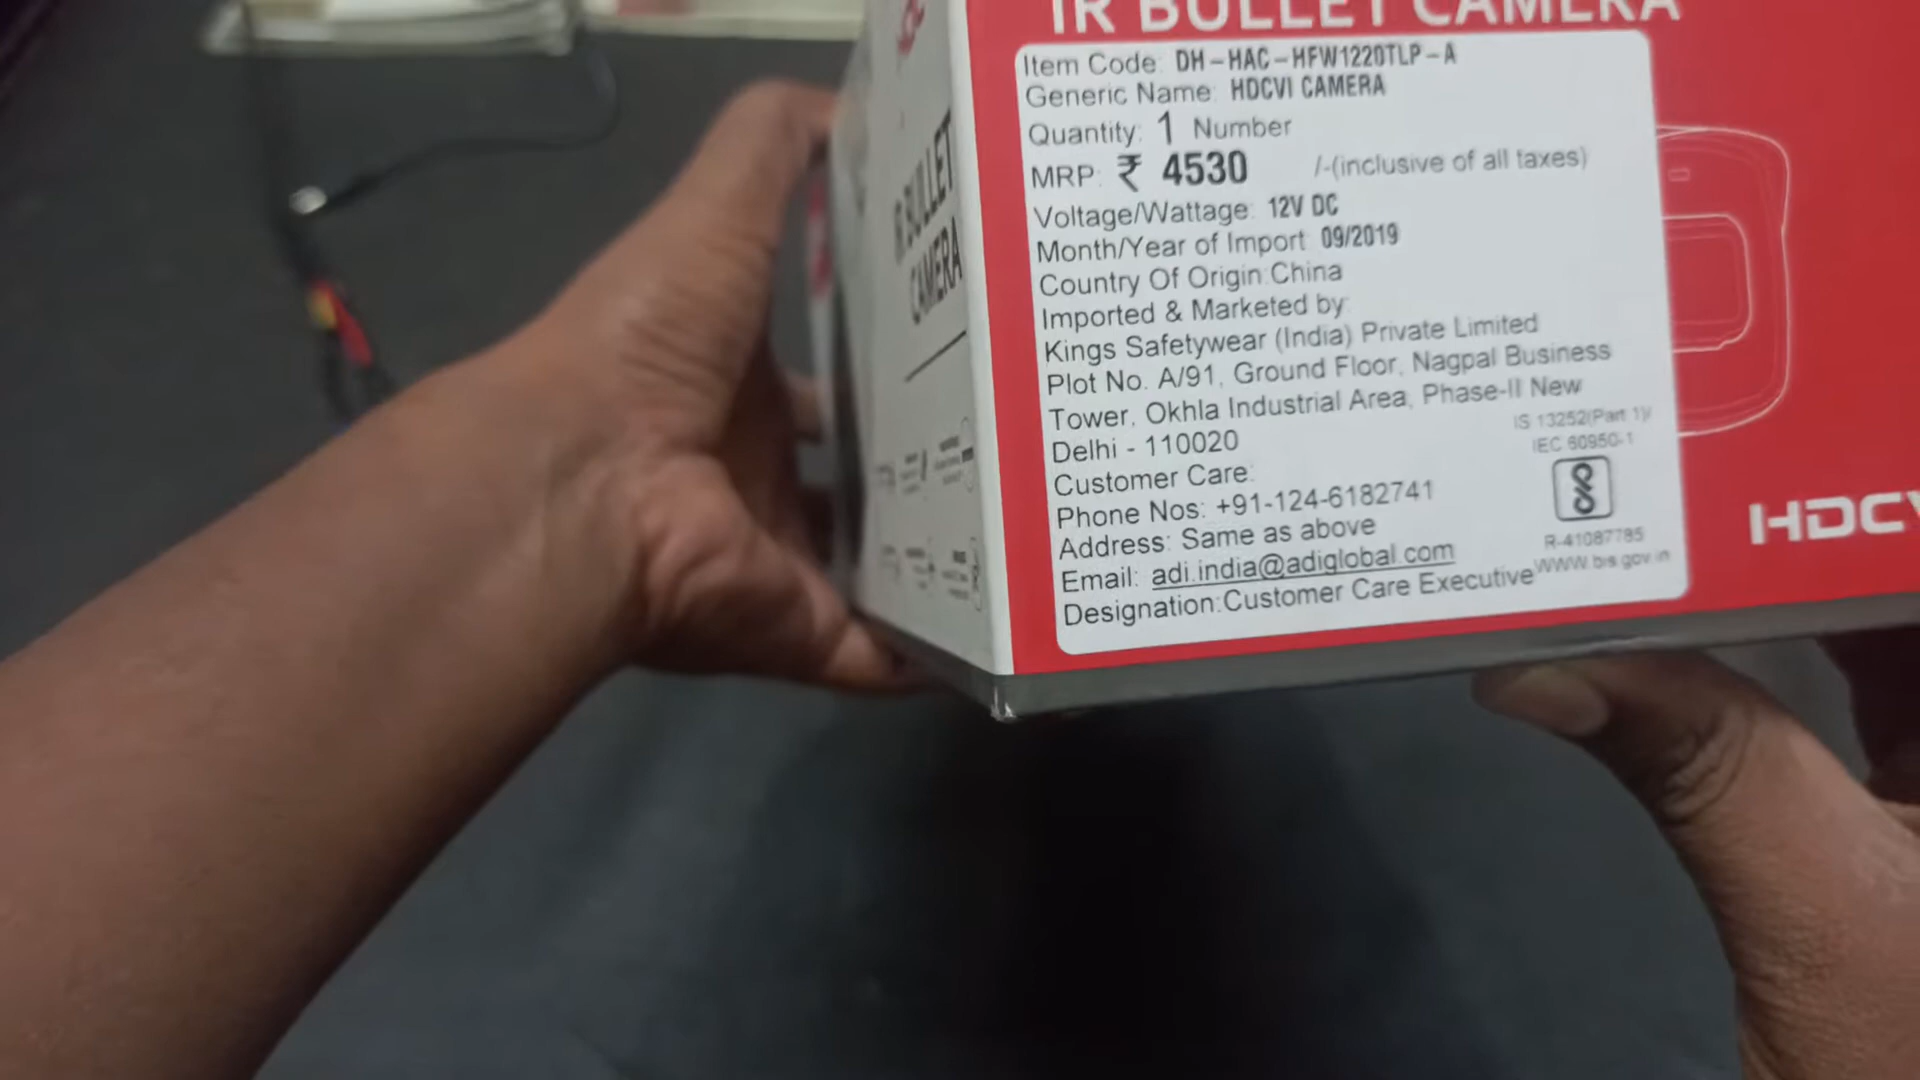 IR BULLET CAMERA
Item Code: DH-HAC-HFW1220TLP-A
Generic Name: HDCVI CAMERA
Quantity: 1 Number
MRP: ₹ 4530 /-(inclusive of all taxes)
Voltage/Wattage: 12V DC
Month/Year of Import 09/2019
Country Of Origin:China
Imported & Marketed by:
Kings Safetywear (India) Private Limited
Plot No. A/91, Ground Floor, Nagpal Business
Tower, Okhla Industrial Area, Phase-II New
Delhi - 110020
IS 13252(Part 1)/
IEC 60950-1
Customer Care:
Phone Nos: +91-124-6182741
Address: Same as above
R-41087785
Email: adi.india@adiglobal.com
www.bis.gov.in
Designation:Customer Care Executive
HDCV
IR BULLET
CAMERA